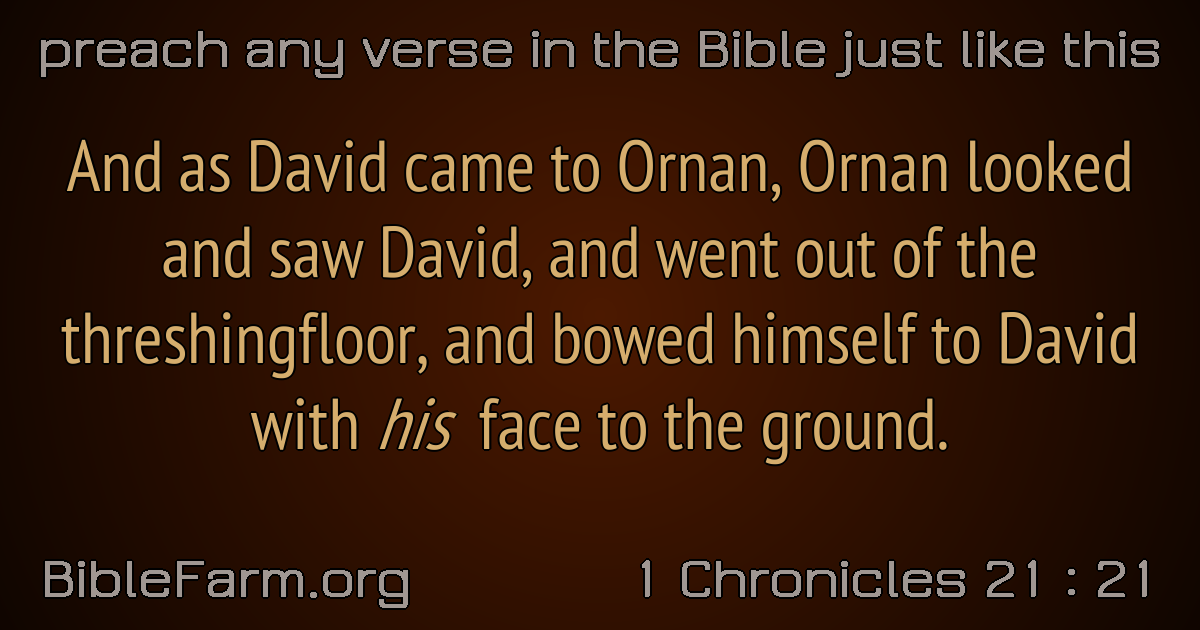 preach any verse in the Bible just like this
And as David came to Ornan, Ornan looked
and saw David, and went out of the
threshingfloor, and bowed himself to David
with his face to the ground.
BibleFarm.org
1 Chronicles 21 : 21